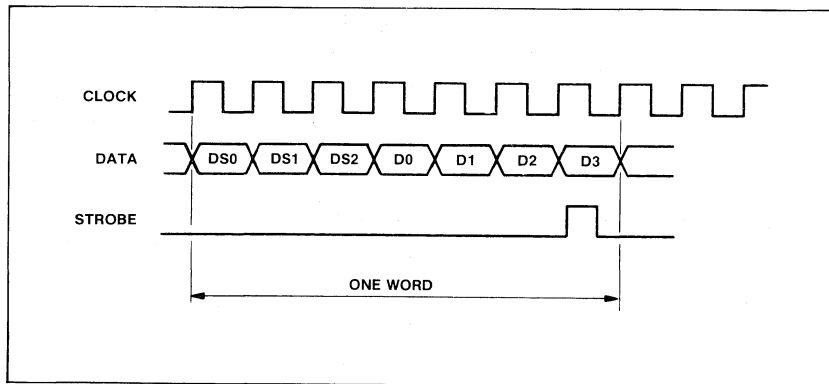 CLOCK
DATA
DS0 DS1 DS2 D0 D1 D2 D3
STROBE
ONE WORD